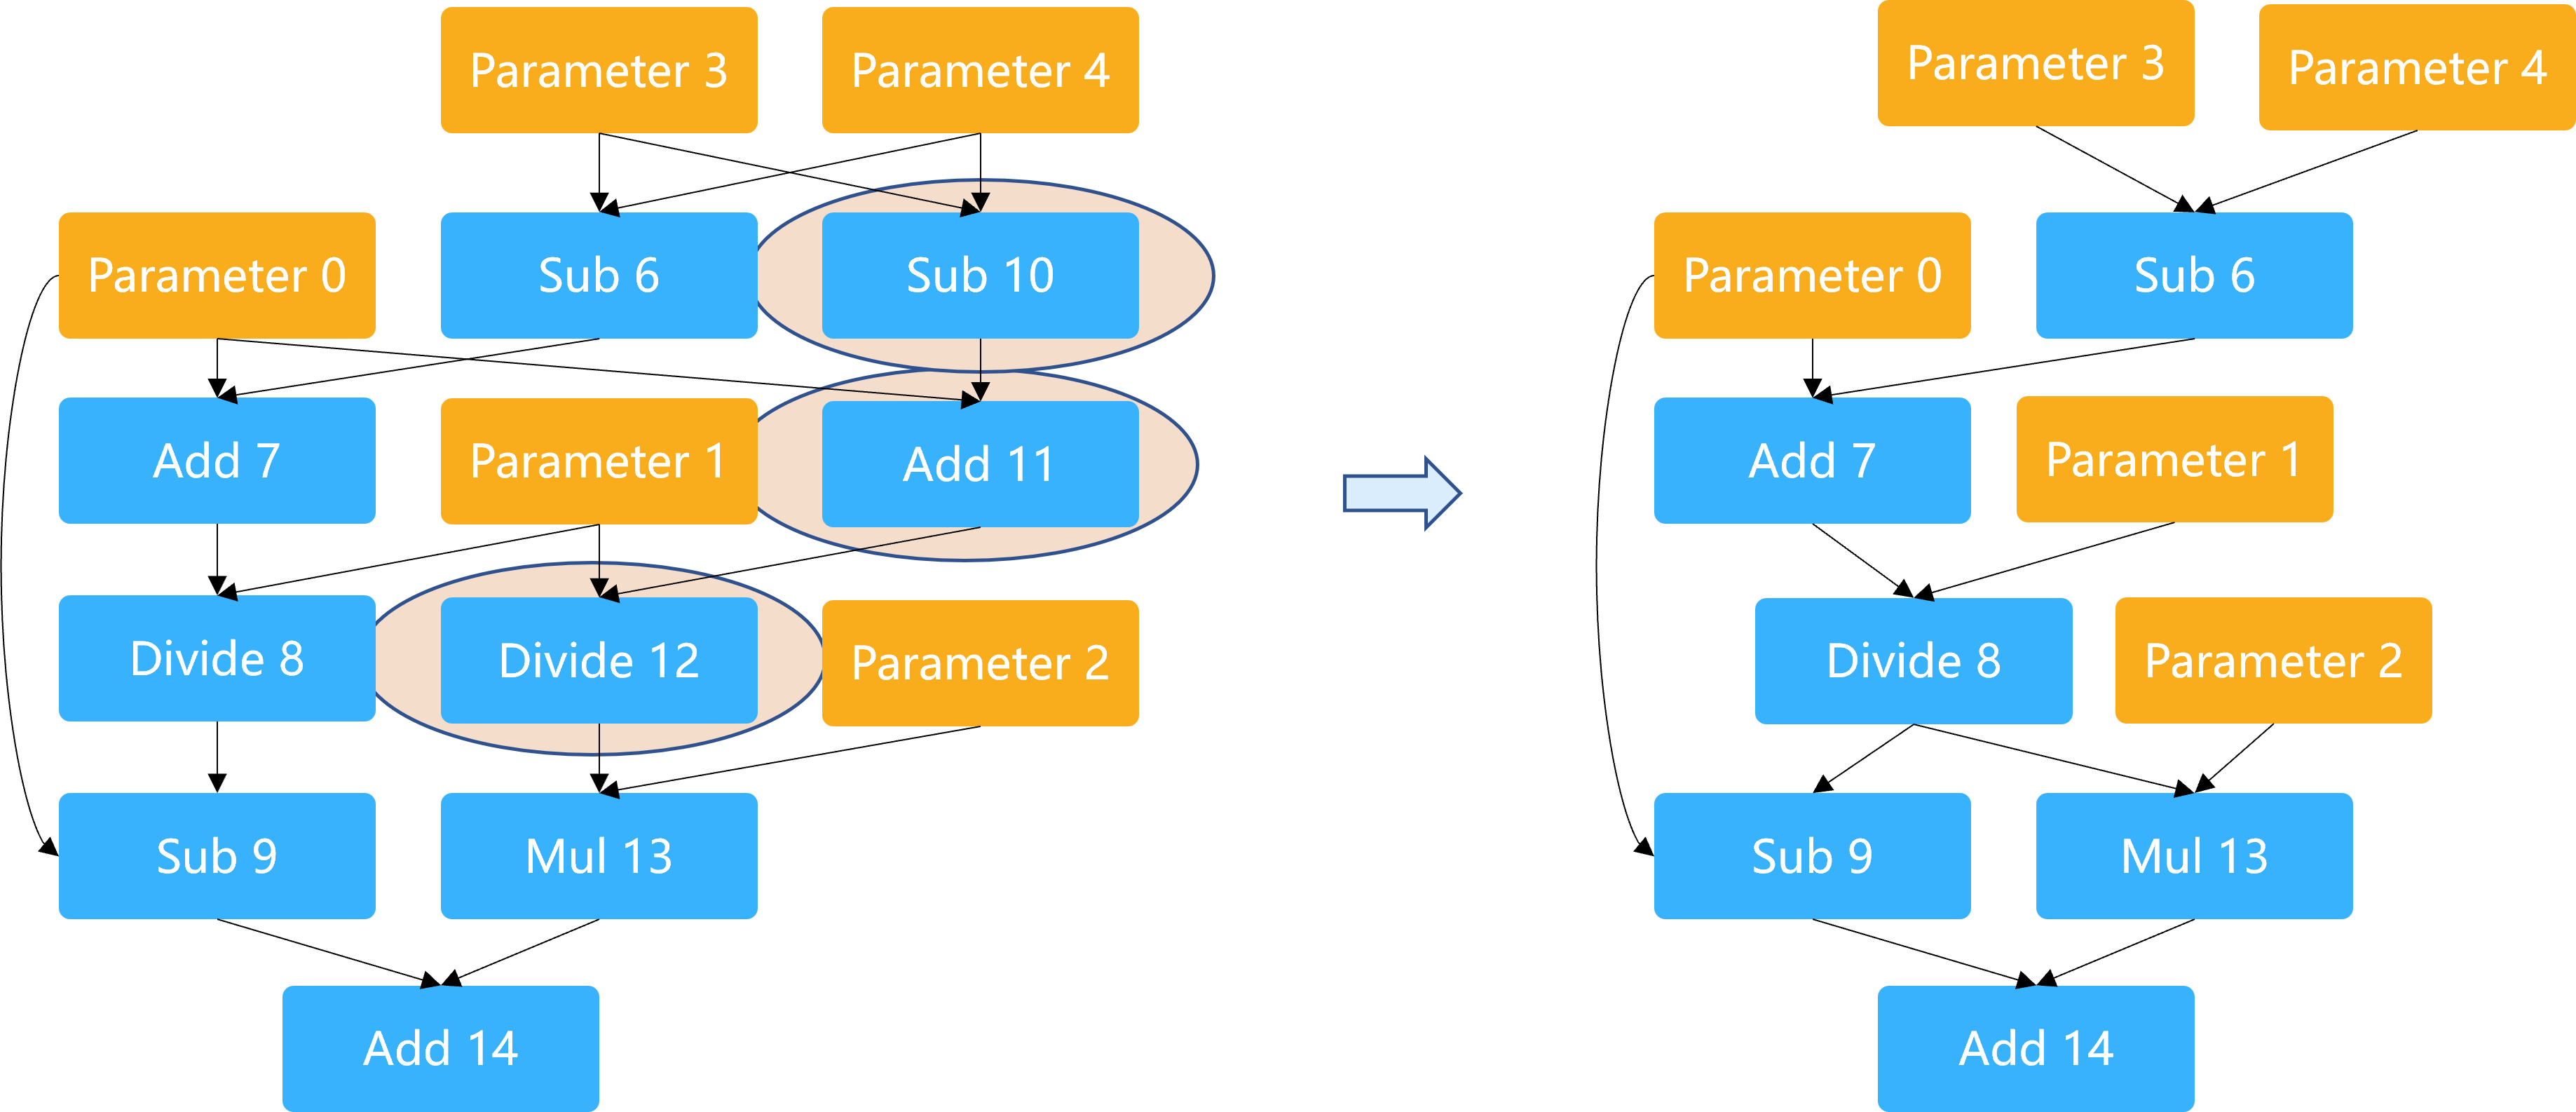 Parameter 3
Parameter 4
Parameter 0
Sub 6
Sub 10
Add 7
Parameter 1
Add 11
Divide 8
Divide 12
Parameter 2
Sub 9
Mul 13
Add 14
Parameter 3
Parameter 4
Parameter 0
Sub 6
Add 7
Parameter 1
Divide 8
Parameter 2
Sub 9
Mul 13
Add 14